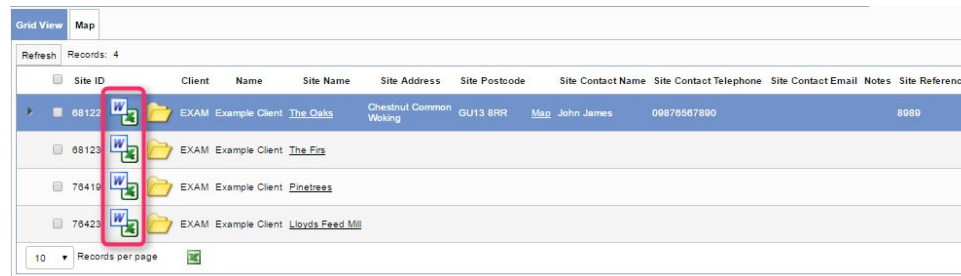 Grid View Map
Refresh Records: 4
Site ID Client Name Site Name Site Address Site Postcode Site Contact Name Site Contact Telephone Site Contact Email Notes Site Referenc
68122 EXAM Example Client The Oaks Chestnut Common Woking GU13 8RR Map John James 09876567890 8989
68123 EXAM Example Client The Firs
76419 EXAM Example Client Pinetrees
76423 EXAM Example Client Lloyds Feed Mill
10 Records per page